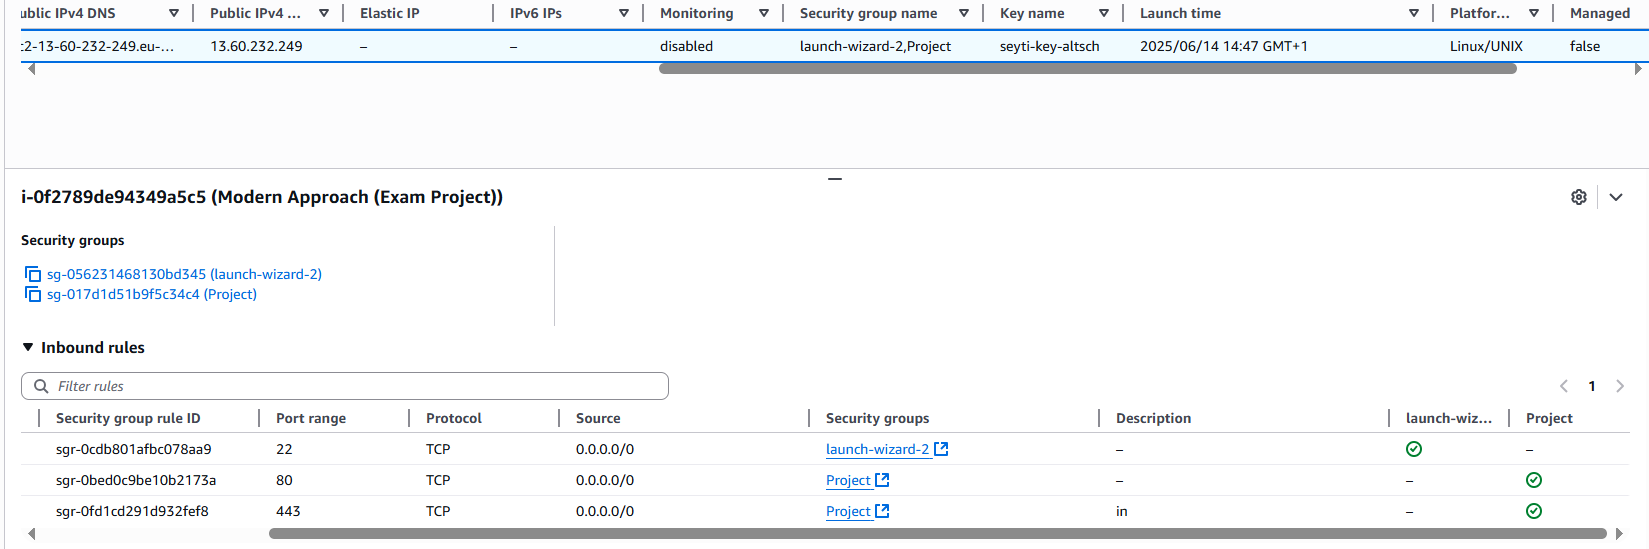 ublic IPv4 DNS Public IPv4 ... Elastic IP IPv6 IPs Monitoring Security group name Key name Launch time Platfor... Managed
c2-13-60-232-249.eu-... 13.60.232.249 – – disabled launch-wizard-2,Project seyti-key-altsch 2025/06/14 14:47 GMT+1 Linux/UNIX false
i-0f2789de94349a5c5 (Modern Approach (Exam Project))
Security groups
sg-056231468130bd345 (launch-wizard-2)
sg-017d1d51b9f5c34c4 (Project)
Inbound rules
Filter rules
1
Security group rule ID Port range Protocol Source Security groups Description launch-wiz... Project
sgr-0cdb801afbc078aa9 22 TCP 0.0.0.0/0 launch-wizard-2 – –
sgr-0bed0c9be10b2173a 80 TCP 0.0.0.0/0 Project – –
sgr-0fd1cd291d932fef8 443 TCP 0.0.0.0/0 Project in –